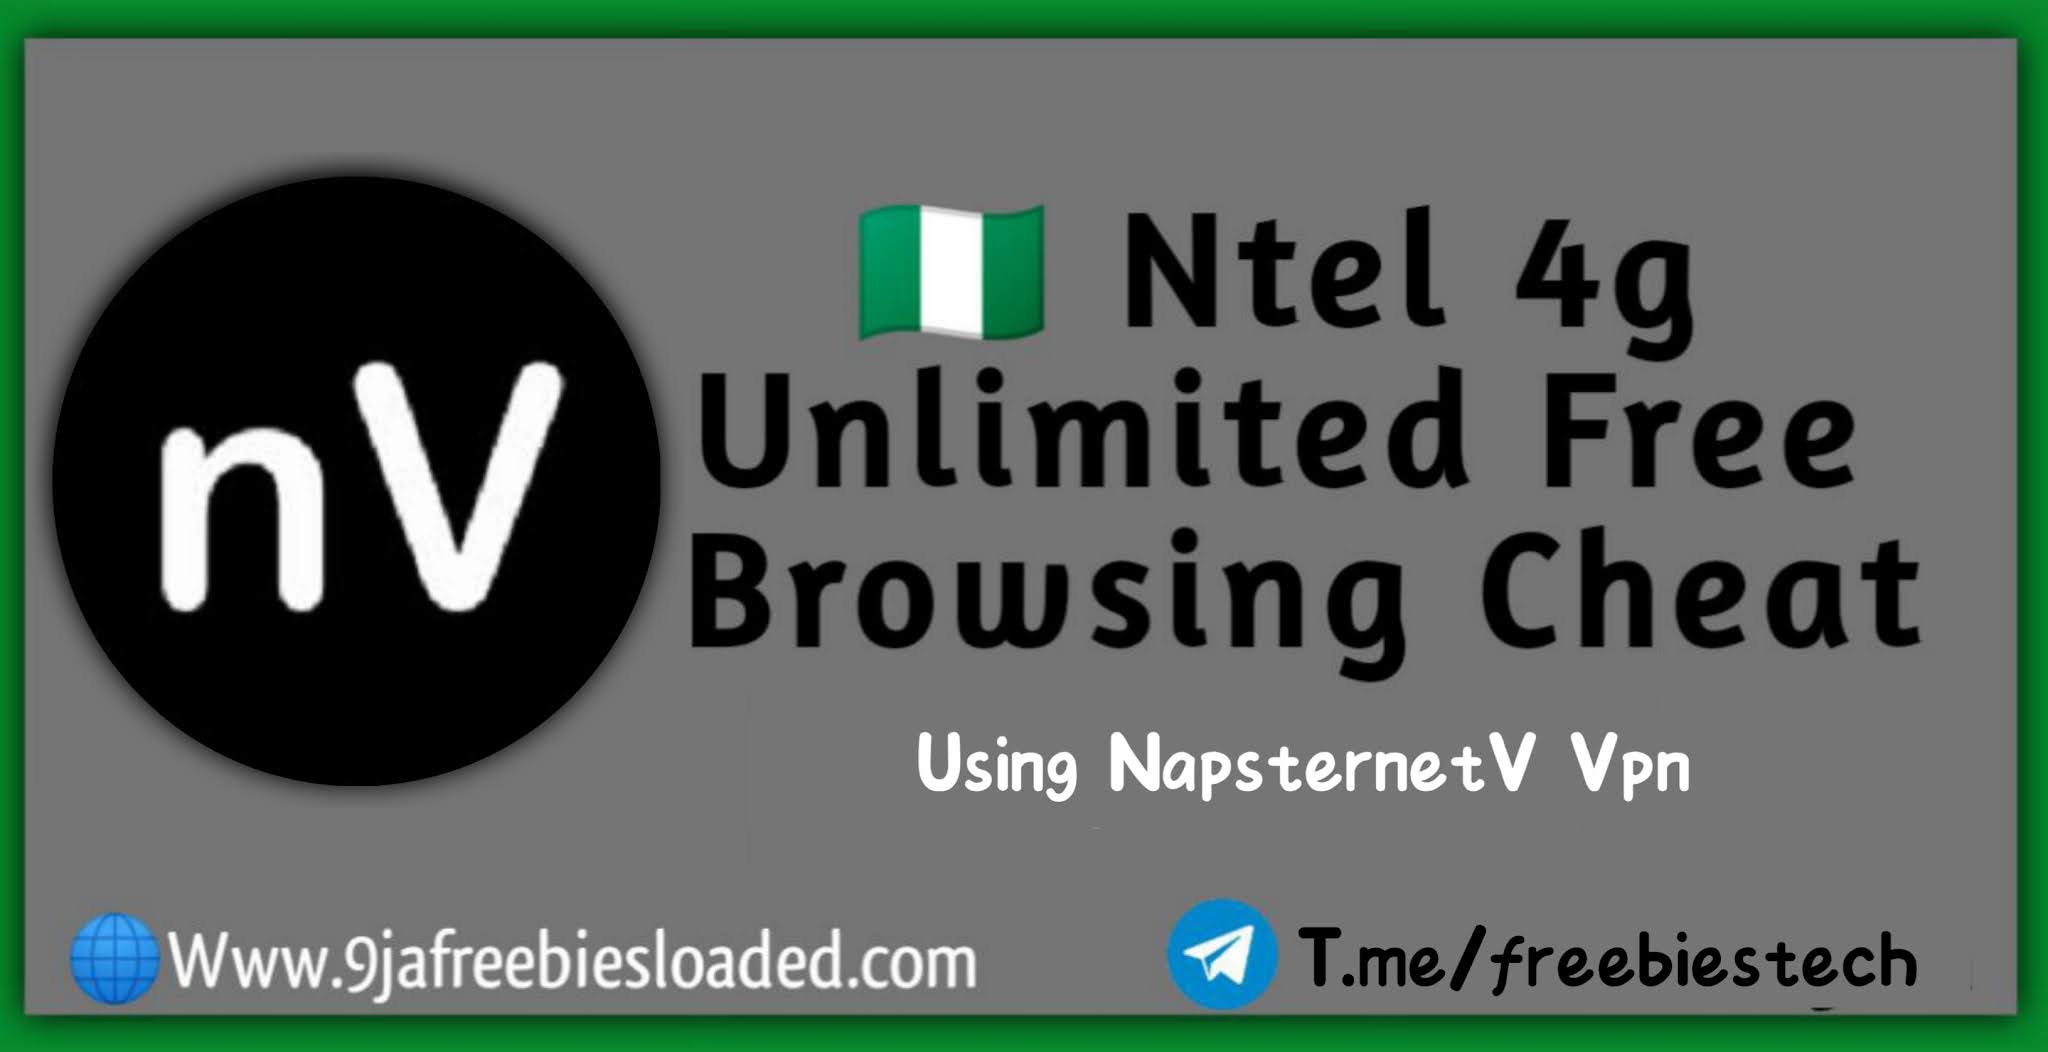 nV
Ntel 4g
Unlimited Free
Browsing Cheat
Using NapsternetV Vpn
Www.9jafreebiesloaded.com
T.me/freebiestech